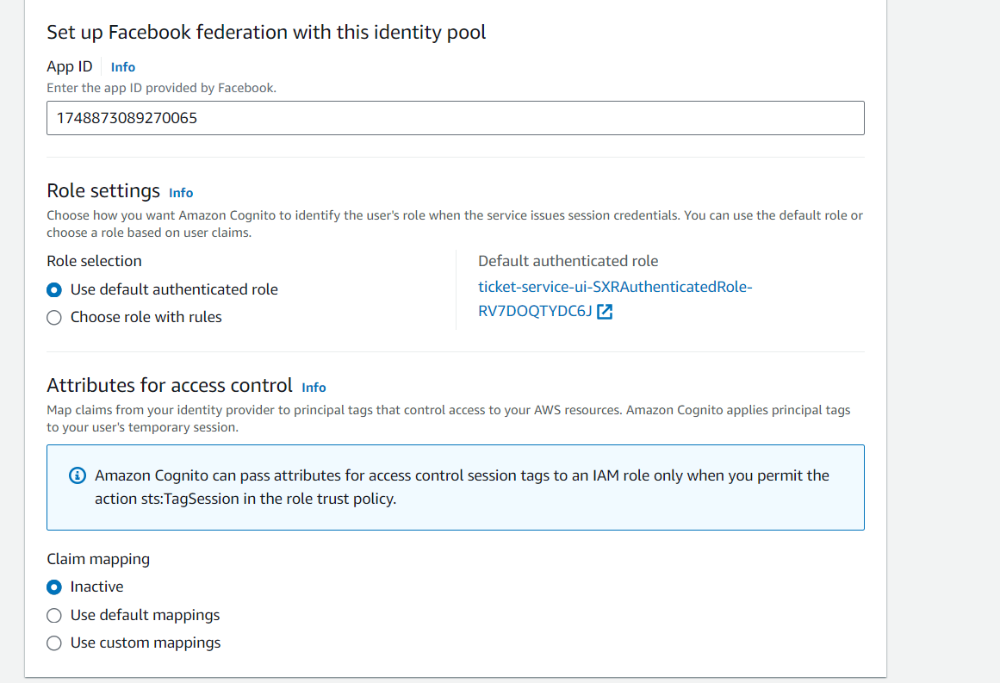 Set up Facebook federation with this identity pool
App ID Info
Enter the app ID provided by Facebook.
1748873089270065
Role settings Info
Choose how you want Amazon Cognito to identify the user's role when the service issues session credentials. You can use the default role or
choose a role based on user claims.
Role selection
Use default authenticated role
Choose role with rules
Default authenticated role
ticket-service-ui-SXRAuthenticatedRole-
RV7DOQTYDC6J
Attributes for access control Info
Map claims from your identity provider to principal tags that control access to your AWS resources. Amazon Cognito applies principal tags
to your user's temporary session.
Amazon Cognito can pass attributes for access control session tags to an IAM role only when you permit the
action sts:TagSession in the role trust policy.
Claim mapping
Inactive
Use default mappings
Use custom mappings